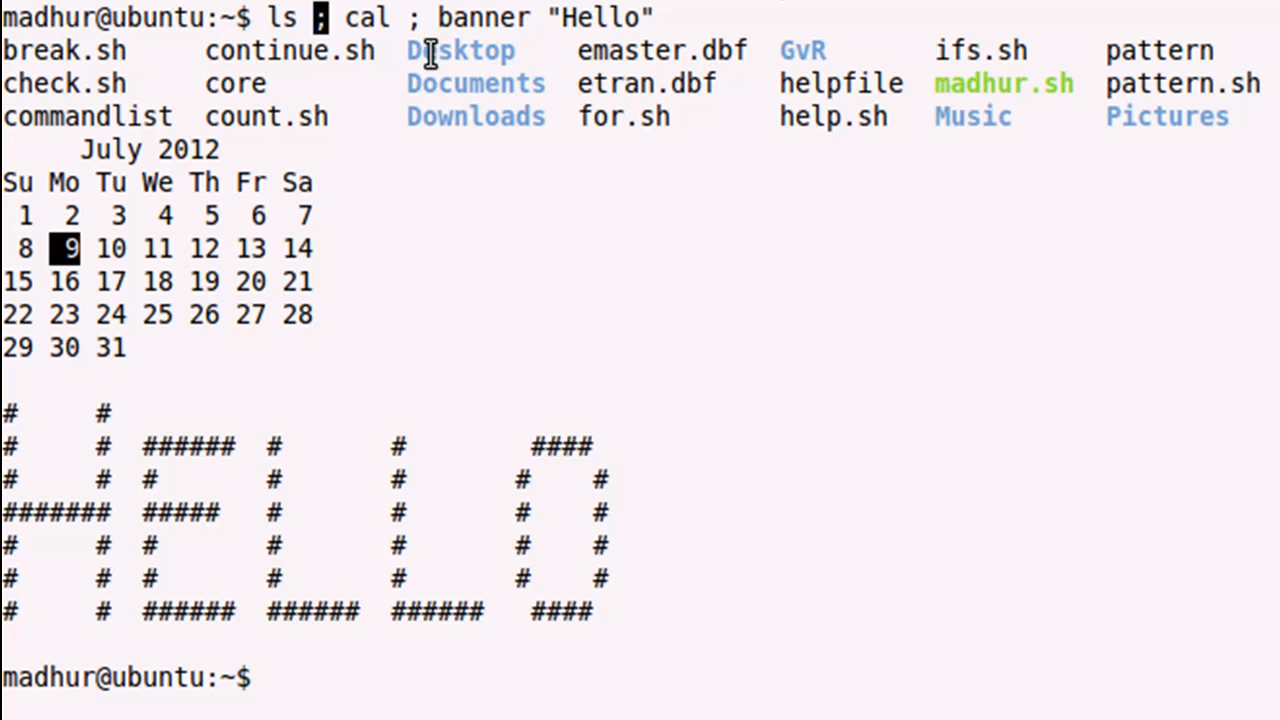 madhur@ubuntu:~$ ls ; cal ; banner "Hello"
break.sh     continue.sh  Desktop    emaster.dbf  GvR       ifs.sh     pattern
check.sh     core         Documents  etran.dbf    helpfile  madhur.sh  pattern.sh
commandlist  count.sh     Downloads  for.sh       help.sh   Music      Pictures
     July 2012
Su Mo Tu We Th Fr Sa
 1  2  3  4  5  6  7
 8  9 10 11 12 13 14
15 16 17 18 19 20 21
22 23 24 25 26 27 28
29 30 31

#     #
#     #  ######  #       #        ####
#     #  #       #       #       #    #
#######  #####   #       #       #    #
#     #  #       #       #       #    #
#     #  #       #       #       #    #
#     #  ######  ######  ######   ####

madhur@ubuntu:~$